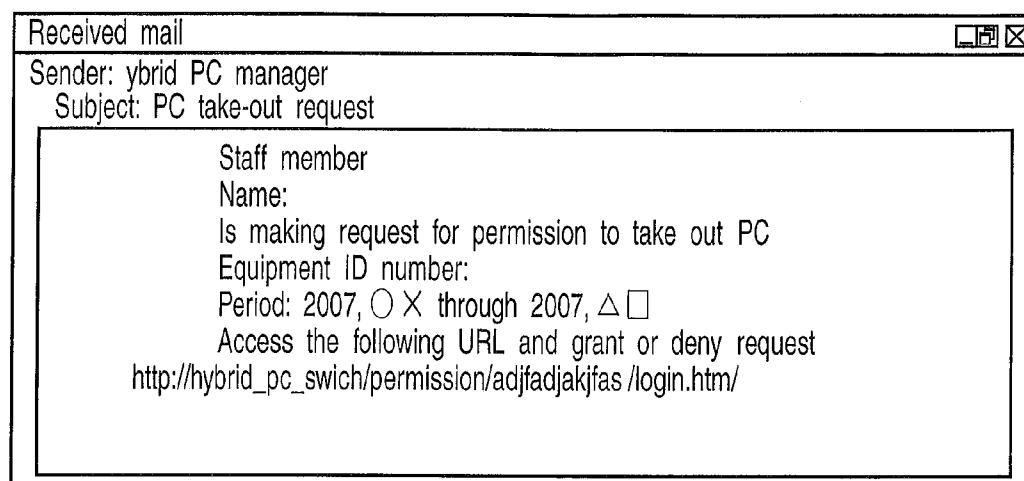 Received mail
Sender: ybrid PC manager
Subject: PC take-out request
Staff member
Name:
Is making request for permission to take out PC
Equipment ID number:
Period: 2007, ○ × through 2007, △ □
Access the following URL and grant or deny request
http://hybrid_pc_swich/permission/adjfadjakjfas /login.htm/